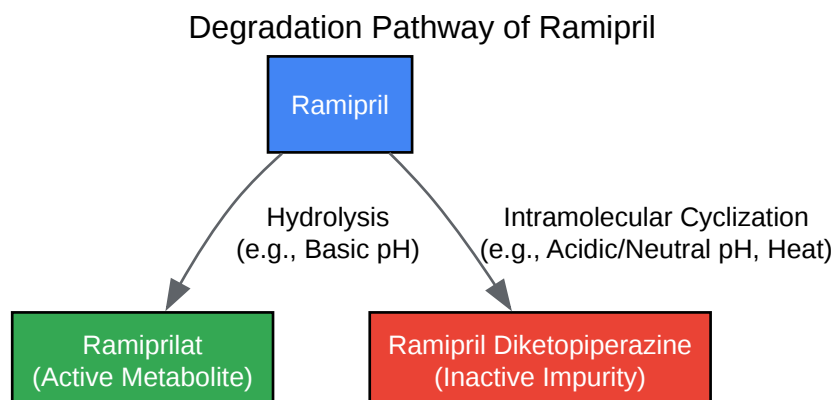 Degradation Pathway of Ramipril
Ramipril
Hydrolysis
(e.g., Basic pH)
Intramolecular Cyclization
(e.g., Acidic/Neutral pH, Heat)
Ramiprilat
(Active Metabolite)
Ramipril Diketopiperazine
(Inactive Impurity)